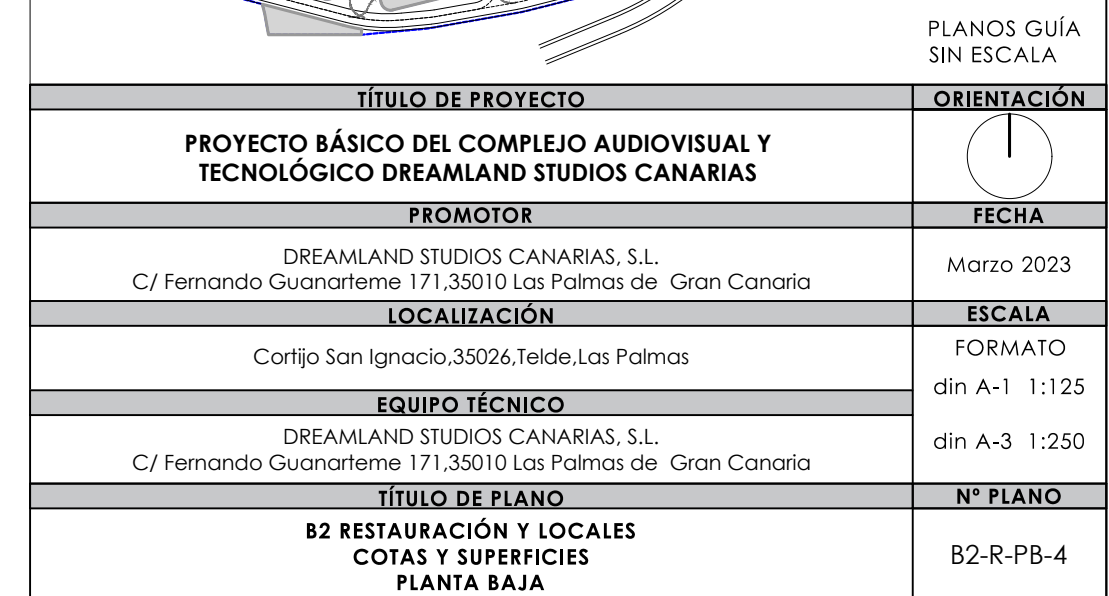 PLANOS GUÍA
SIN ESCALA
TÍTULO DE PROYECTO
ORIENTACIÓN
PROYECTO BÁSICO DEL COMPLEJO AUDIOVISUAL Y
TECNOLÓGICO DREAMLAND STUDIOS CANARIAS
PROMOTOR
FECHA
DREAMLAND STUDIOS CANARIAS, S.L.
C/ Fernando Guanarteme 171,35010 Las Palmas de Gran Canaria
Marzo 2023
LOCALIZACIÓN
ESCALA
Cortijo San Ignacio,35026,Telde,Las Palmas
FORMATO
din A-1 1:125
din A-3 1:250
EQUIPO TÉCNICO
DREAMLAND STUDIOS CANARIAS, S.L.
C/ Fernando Guanarteme 171,35010 Las Palmas de Gran Canaria
TÍTULO DE PLANO
Nº PLANO
B2 RESTAURACIÓN Y LOCALES
COTAS Y SUPERFICIES
PLANTA BAJA
B2-R-PB-4